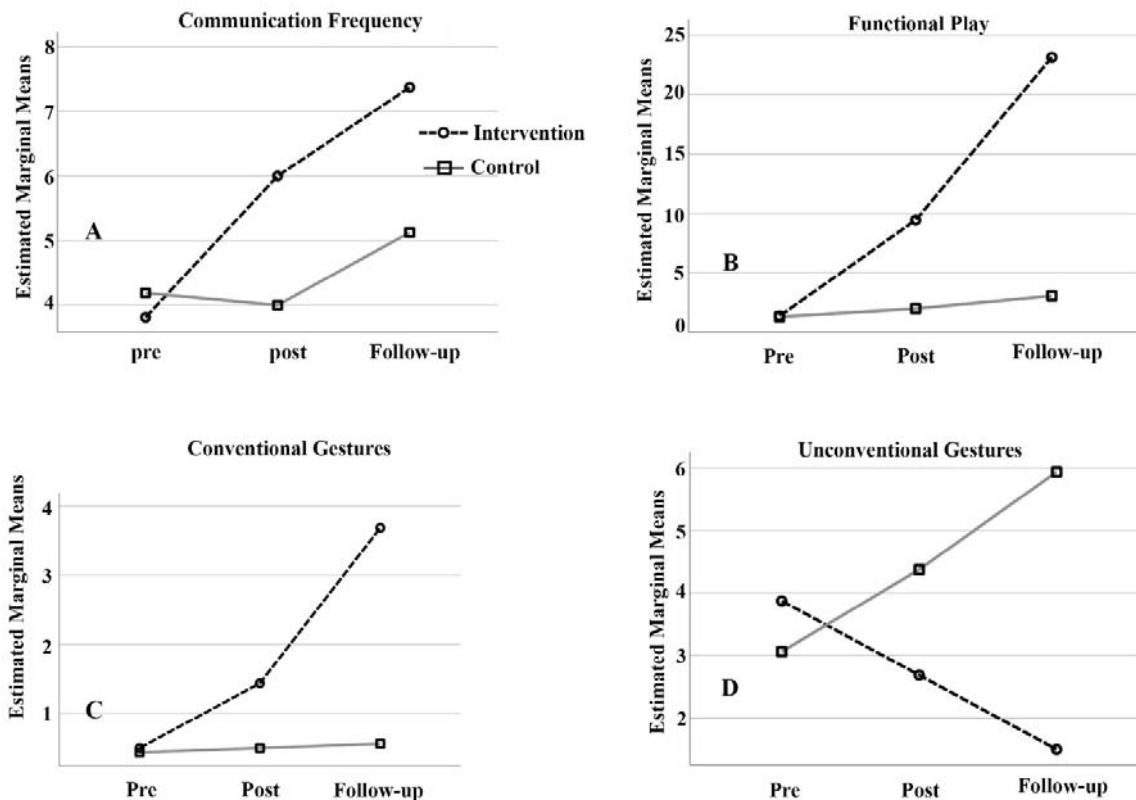 Communication Frequency
Estimated Marginal Means
8
7
6
5
4
A
Intervention
Control
pre post Follow-up
Functional Play
Estimated Marginal Means
25
20
15
10
5
0
B
Pre Post Follow-up
Conventional Gestures
Estimated Marginal Means
4
3
2
1
C
Pre Post Follow-up
Unconventional Gestures
Estimated Marginal Means
6
5
4
3
2
D
Pre Post Follow-up